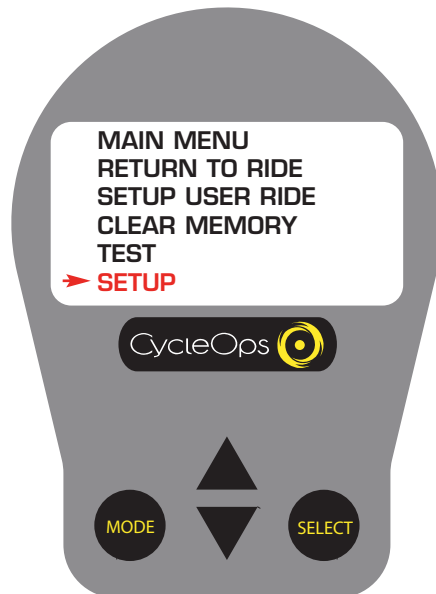 MAIN MENU
RETURN TO RIDE
SETUP USER RIDE
CLEAR MEMORY
TEST
SETUP
CycleOps
MODE
SELECT